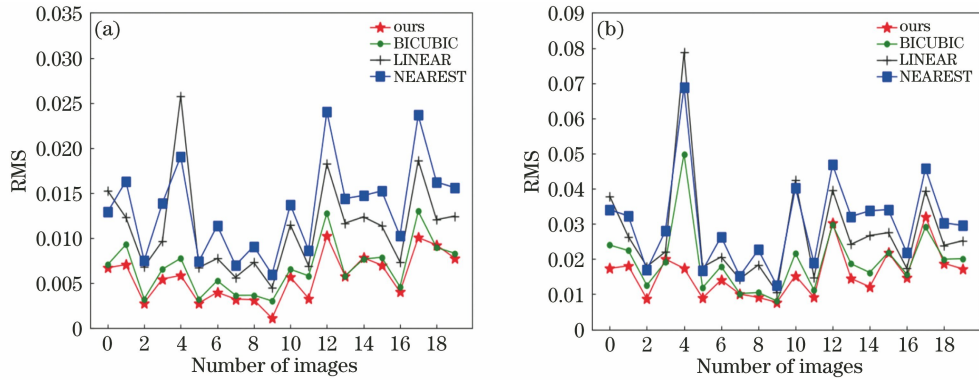 (a)
ours
BICUBIC
LINEAR
NEAREST
0.035
0.030
0.025
0.020
0.015
0.010
0.005
0
RMS
0 2 4 6 8 10 12 14 16 18
Number of images
(b)
ours
BICUBIC
LINEAR
NEAREST
0.09
0.08
0.07
0.06
0.05
0.04
0.03
0.02
0.01
0
RMS
0 2 4 6 8 10 12 14 16 18
Number of images